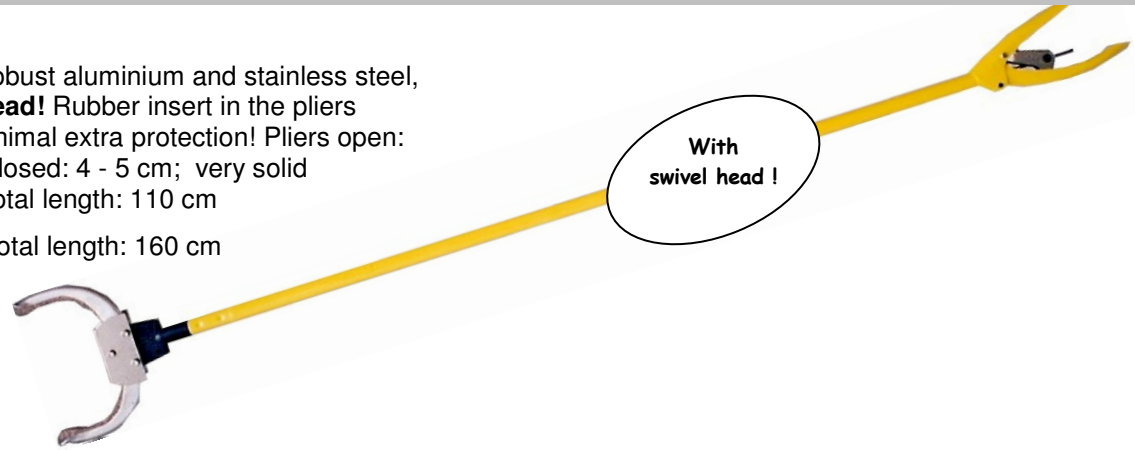 obust aluminium and stainless steel,
ead! Rubber insert in the pliers
nimal extra protection! Pliers open:
losed: 4 - 5 cm; very solid
otal length: 110 cm
otal length: 160 cm
With
swivel head !